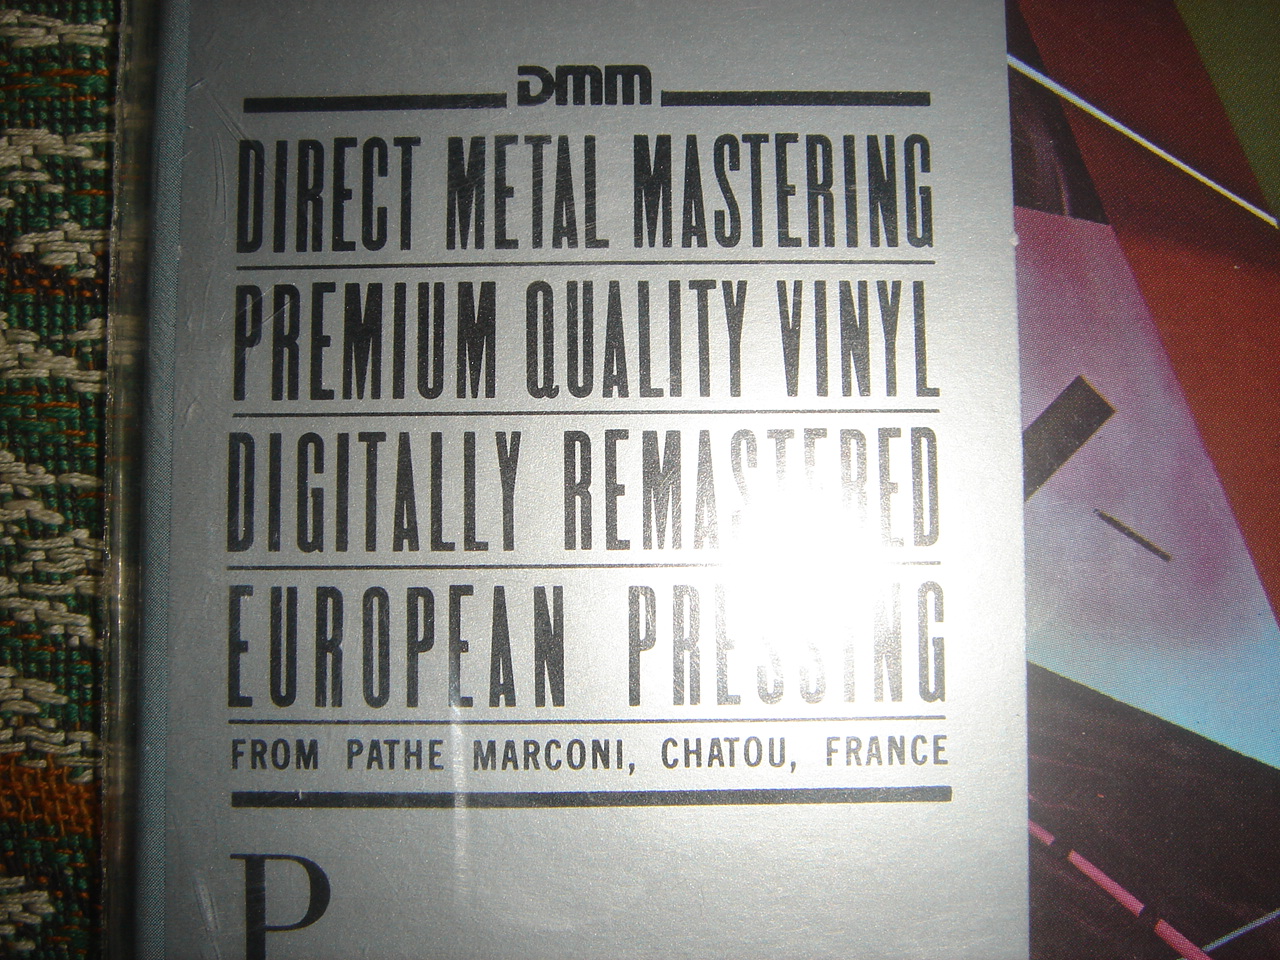 DMM
DIRECT METAL MASTERING
PREMIUM QUALITY VINYL
DIGITALLY REMASTERED
EUROPEAN PRESSING
FROM PATHE MARCONI, CHATOU, FRANCE
P